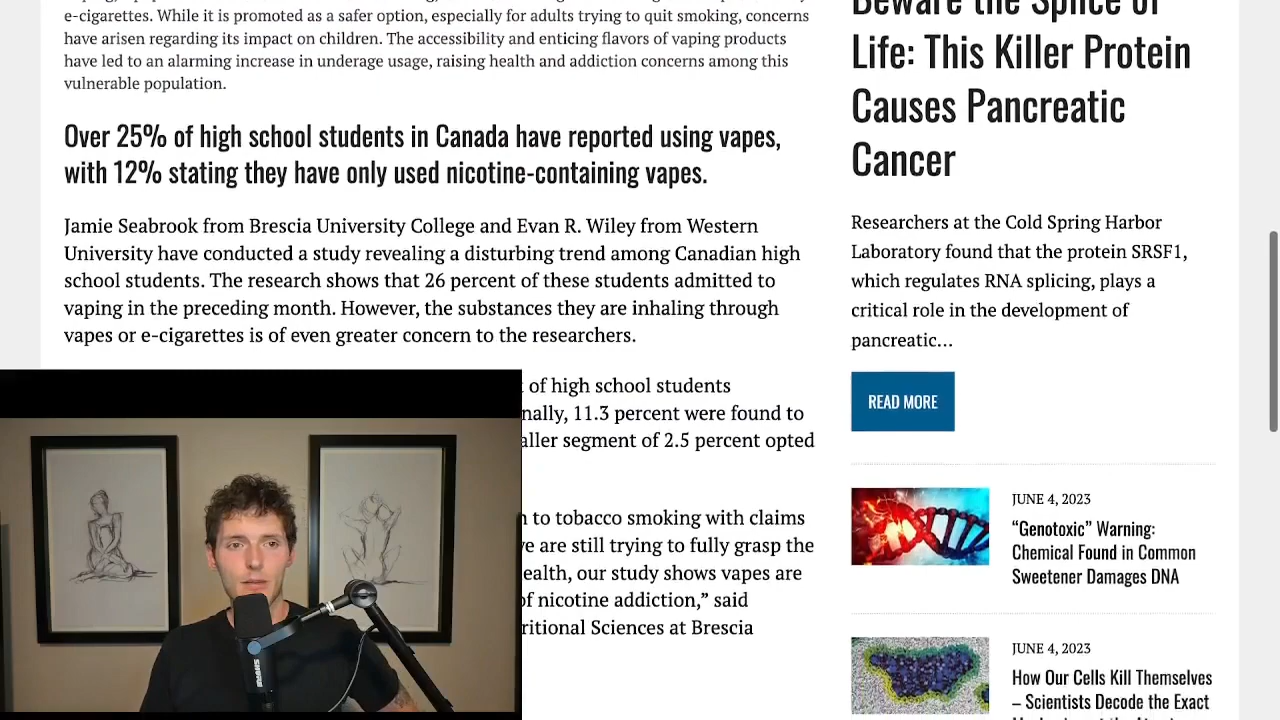 e-cigarettes. While it is promoted as a safer option, especially for adults trying to quit smoking, concerns
have arisen regarding its impact on children. The accessibility and enticing flavors of vaping products
have led to an alarming increase in underage usage, raising health and addiction concerns among this
vulnerable population.
Over 25% of high school students in Canada have reported using vapes,
with 12% stating they have only used nicotine-containing vapes.
Jamie Seabrook from Brescia University College and Evan R. Wiley from Western
University have conducted a study revealing a disturbing trend among Canadian high
school students. The research shows that 26 percent of these students admitted to
vaping in the preceding month. However, the substances they are inhaling through
vapes or e-cigarettes is of even greater concern to the researchers.
of high school students
nally, 11.3 percent were found to
aller segment of 2.5 percent opted
to tobacco smoking with claims
e are still trying to fully grasp the
ealth, our study shows vapes are
of nicotine addiction,” said
ritional Sciences at Brescia
Beware the Splice of
Life: This Killer Protein
Causes Pancreatic
Cancer
Researchers at the Cold Spring Harbor
Laboratory found that the protein SRSF1,
which regulates RNA splicing, plays a
critical role in the development of
pancreatic...
READ MORE
JUNE 4, 2023
“Genotoxic” Warning:
Chemical Found in Common
Sweetener Damages DNA
JUNE 4, 2023
How Our Cells Kill Themselves
– Scientists Decode the Exact
SHURE